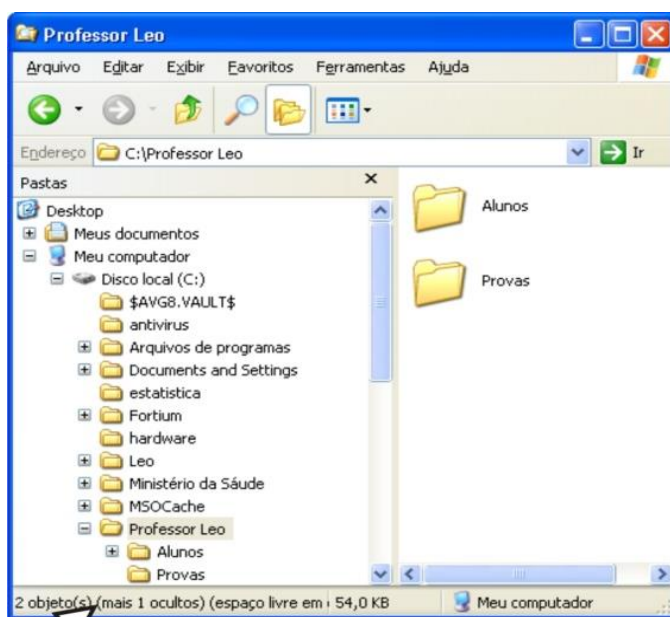 Professor Leo
Arquivo Editar Exibir Favoritos Ferramentas Ajuda
Endereço C:\Professor Leo Ir
Pastas
Desktop
Meus documentos
Meu computador
Disco local (C:)
$AVG8.VAULT$
antivirus
Arquivos de programas
Documents and Settings
estatistica
Fortium
hardware
Leo
Ministério da Sáude
MSOCache
Professor Leo
Alunos
Provas
Alunos
Provas
2 objeto(s) (mais 1 ocultos) (espaço livre em 54,0 KB Meu computador